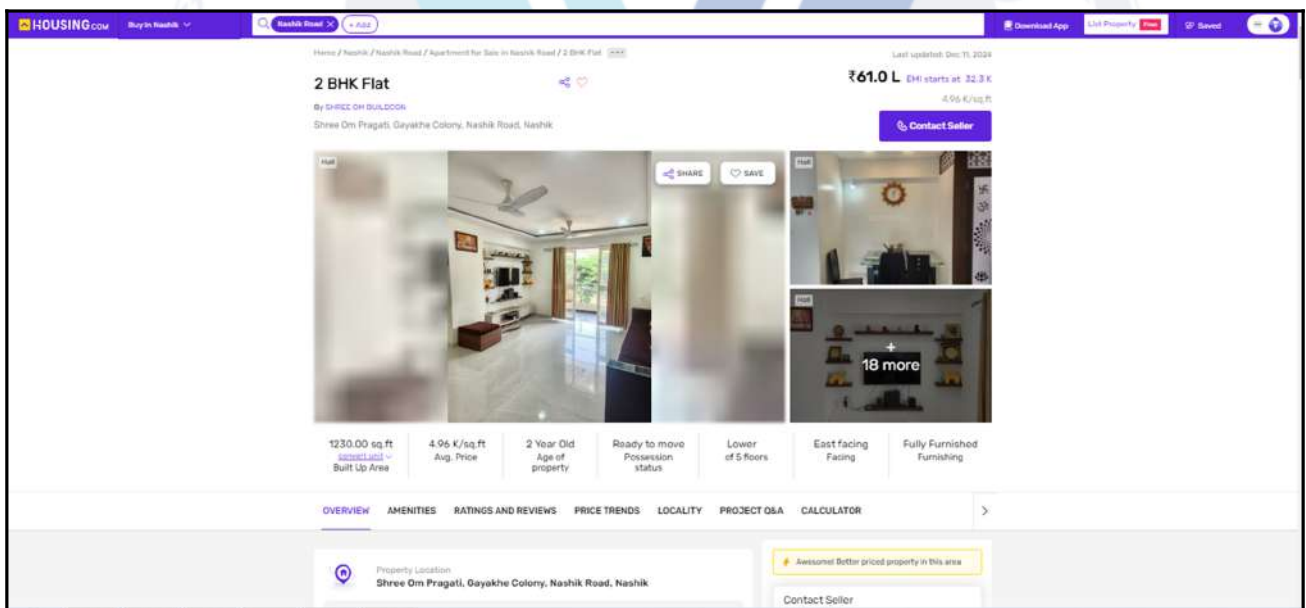 HOUSING.COM
Buy in Nashik
Nashik Road
+ Add
Download App
List Property Free
Saved
Home / Nashik / Nashik Road / Apartment for Sale in Nashik Road / 2 BHK Flat
Last updated: Dec 11, 2024
2 BHK Flat
₹61.0 L EMI starts at 32.3 K
4.96 K/sq.ft
By SHREE OM BUILDCON
Shree Om Pragati, Gayakhe Colony, Nashik Road, Nashik
Contact Seller
Hall
SHARE
SAVE
Hall
Hall
+
18 more
1230.00 sq.ft
convert unit
Built Up Area
4.96 K/sq.ft
Avg. Price
2 Year Old
Age of
property
Ready to move
Possession
status
Lower
of 5 floors
East facing
Facing
Fully Furnished
Furnishing
OVERVIEW
AMENITIES
RATINGS AND REVIEWS
PRICE TRENDS
LOCALITY
PROJECT Q&A
CALCULATOR
Property Location
Shree Om Pragati, Gayakhe Colony, Nashik Road, Nashik
Awesome! Better priced property in this area
Contact Seller